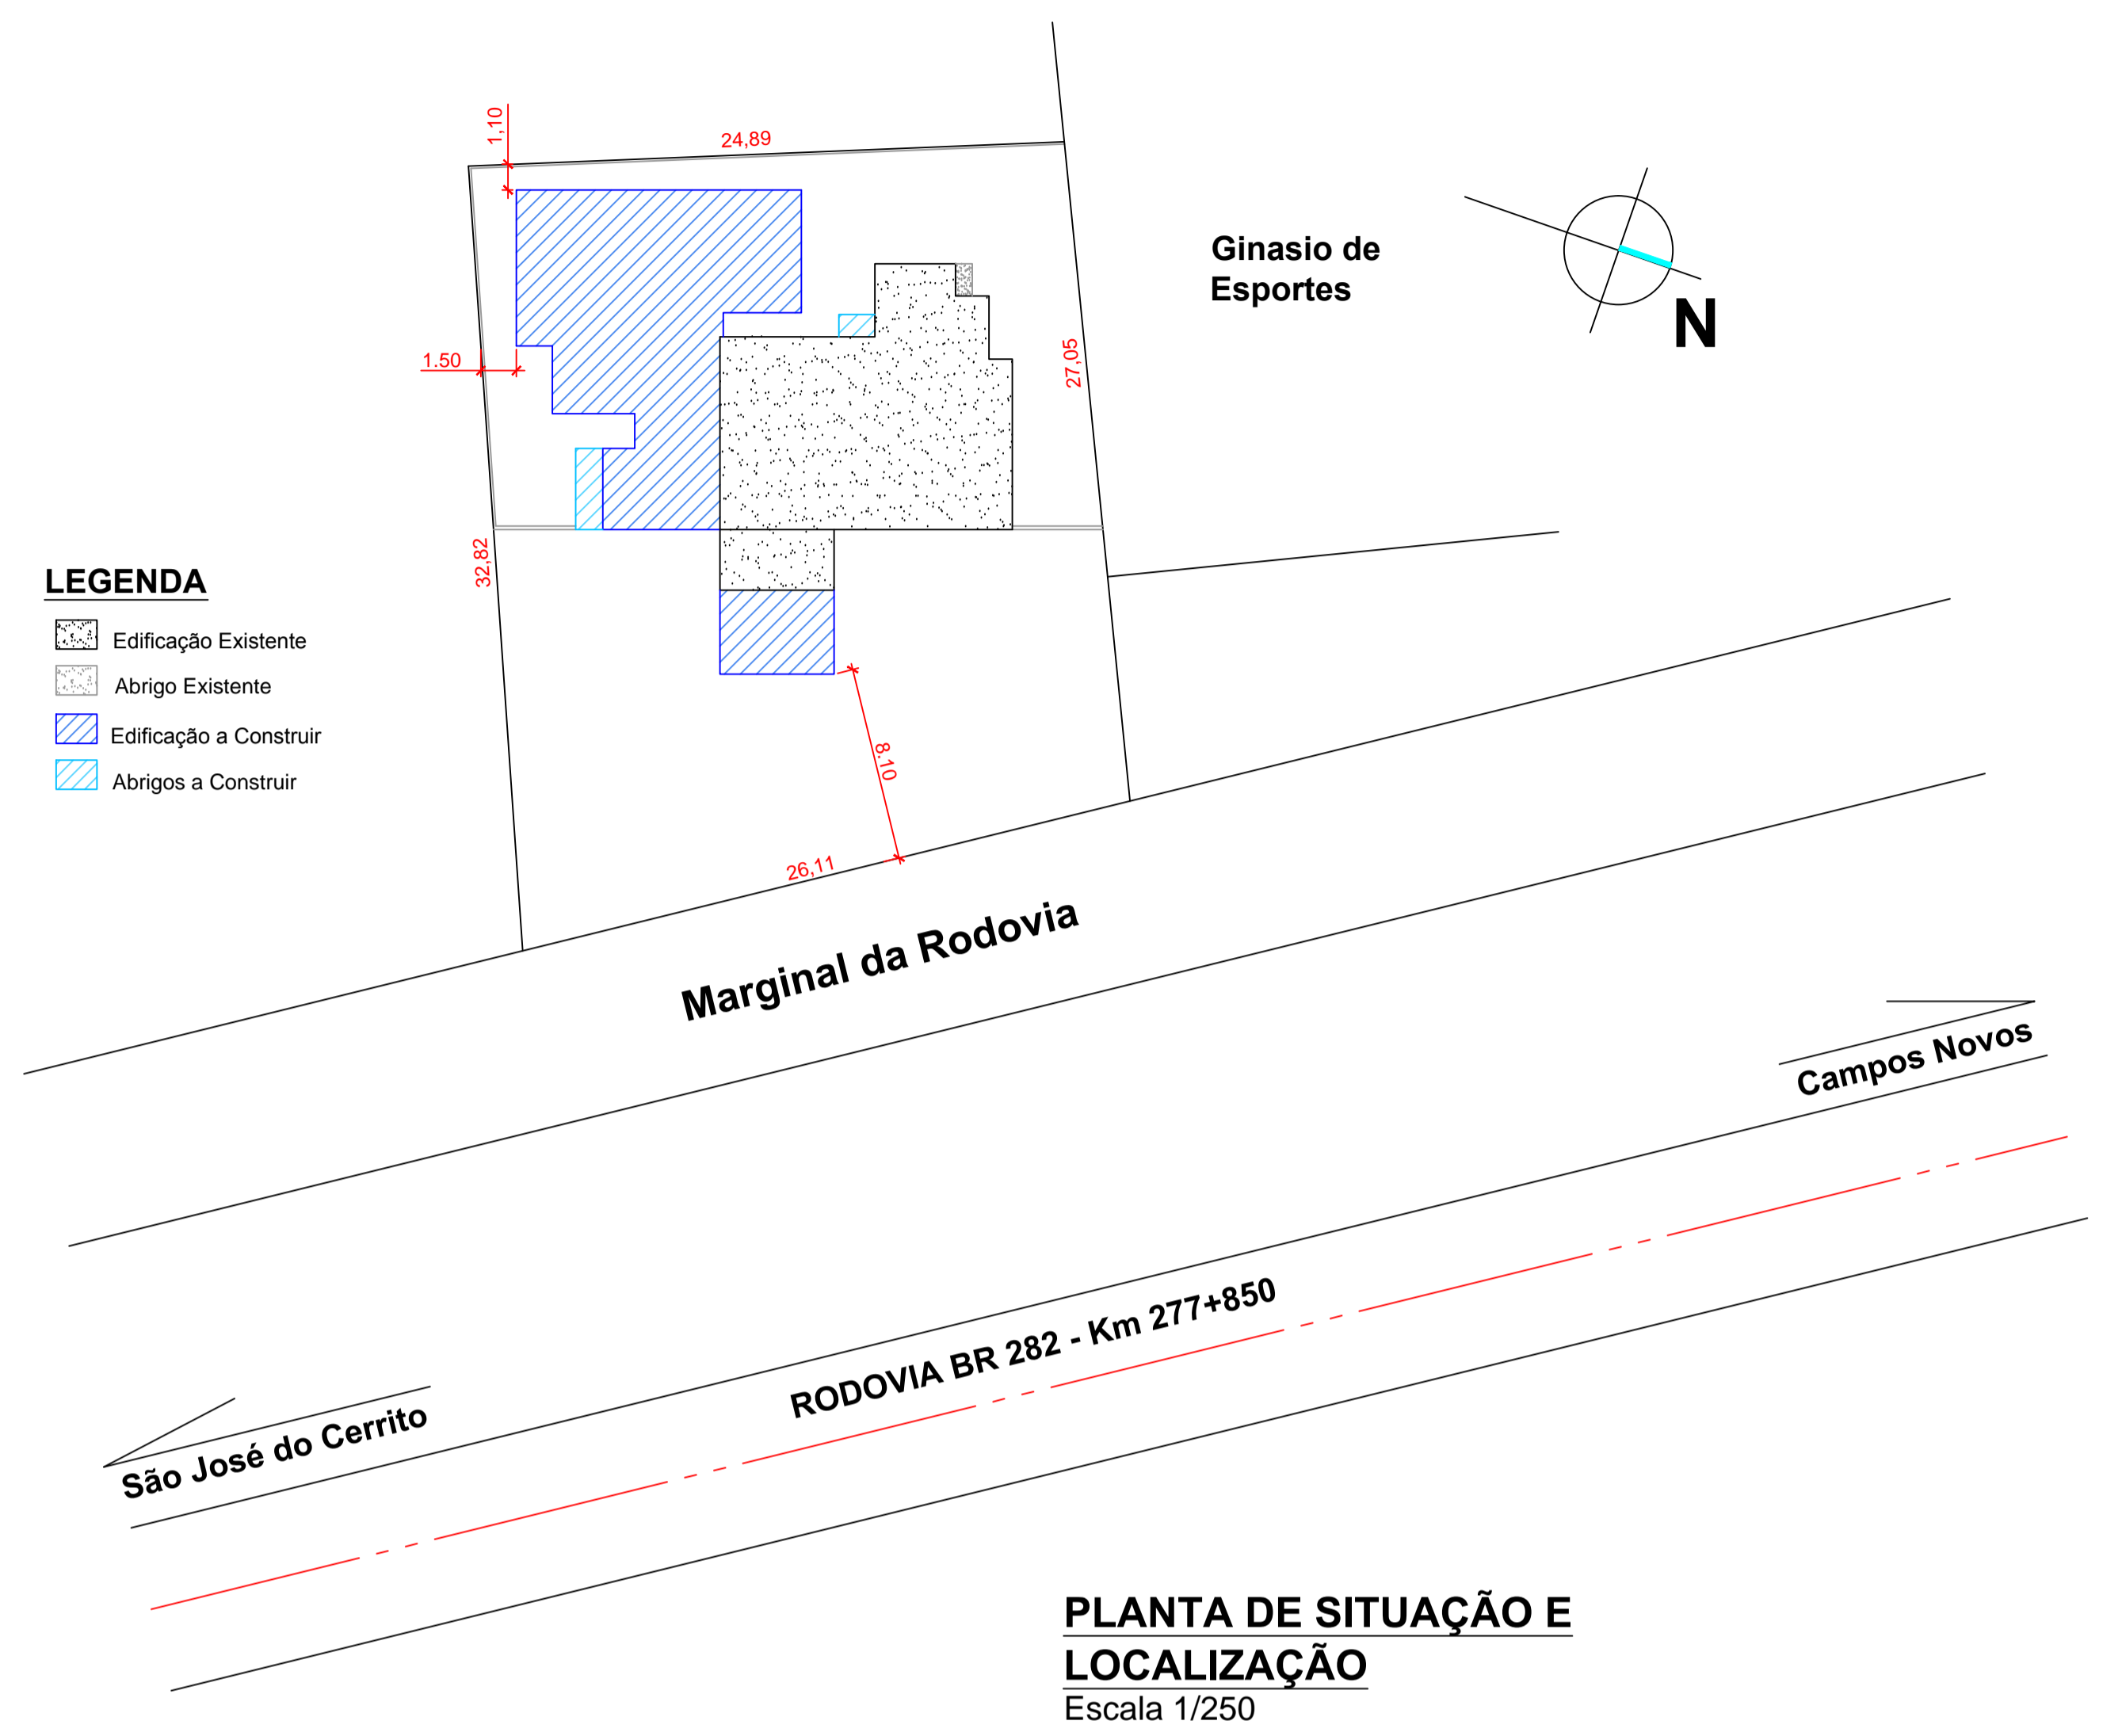 1,10
24,89
Ginasio de
Esportes
N
1.50
27,05
32,82
LEGENDA
Edificação Existente
Abrigo Existente
Edificação a Construir
Abrigos a Construir
8.10
26,11
Marginal da Rodovia
Campos Novos
RODOVIA BR 282 - Km 277+850
São José do Cerrito
PLANTA DE SITUAÇÃO E
LOCALIZAÇÃO
Escala 1/250